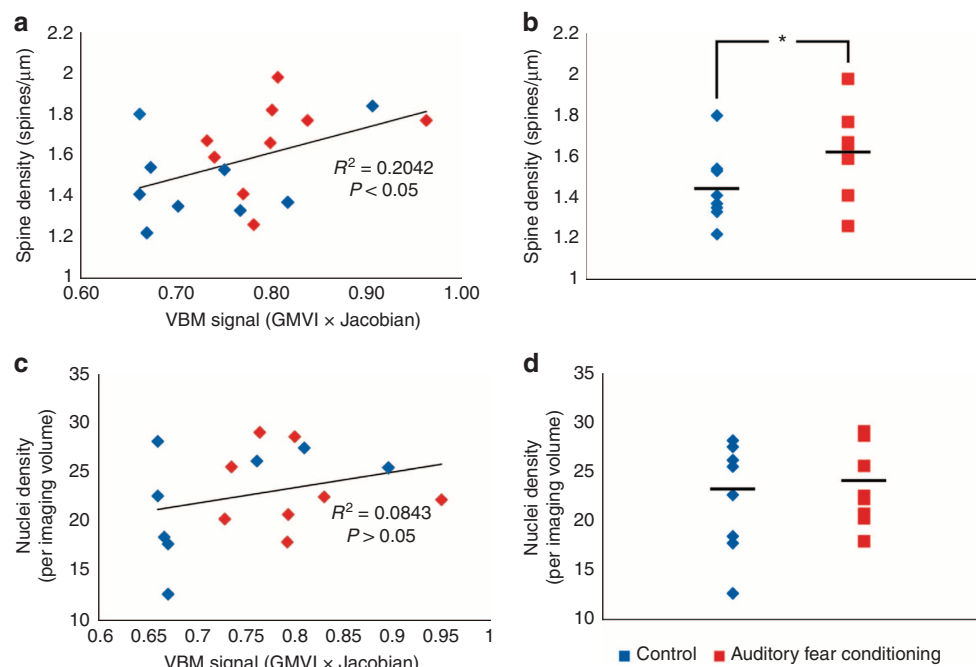 a
Spine density (spines/μm)
2.2
2
1.8
1.6
1.4
1.2
1
R² = 0.2042
P < 0.05
0.60 0.70 0.80 0.90 1.00
VBM signal (GMVI × Jacobian)
b
Spine density (spines/μm)
2.2
2
1.8
1.6
1.4
1.2
1
*
c
Nuclei density
(per imaging volume)
35
30
25
20
15
10
R² = 0.0843
P > 0.05
0.6 0.65 0.7 0.75 0.8 0.85 0.9 0.95 1
VBM signal (GMVI × Jacobian)
d
Nuclei density
(per imaging volume)
35
30
25
20
15
10
Control Auditory fear conditioning